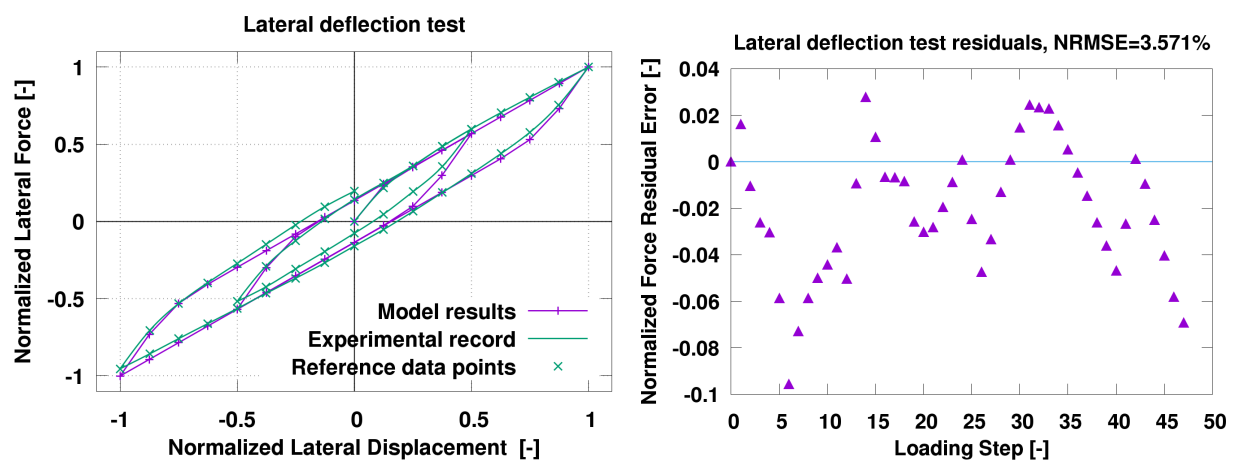 Lateral deflection test
Normalized Lateral Force [-]
1
0.5
0
-0.5
-1
Model results
Experimental record
Reference data points
-1 -0.5 0 0.5 1
Normalized Lateral Displacement [-]
Lateral deflection test residuals, NRMSE=3.571%
Normalized Force Residual Error [-]
0.04
0.02
0
-0.02
-0.04
-0.06
-0.08
-0.1
0 5 10 15 20 25 30 35 40 45 50
Loading Step [-]